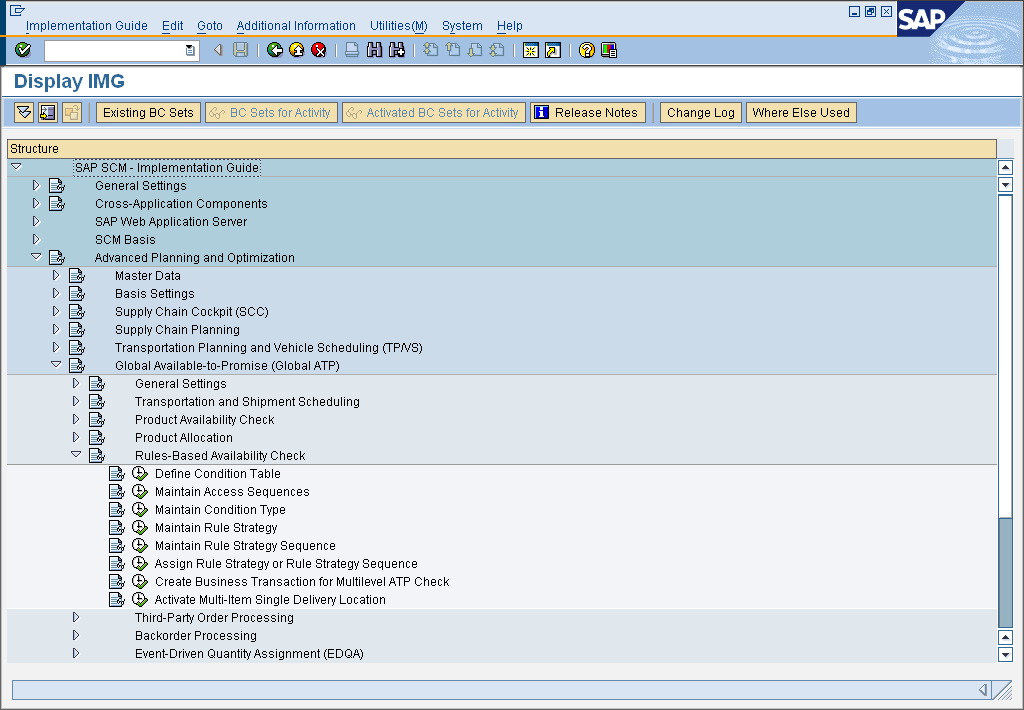 Implementation Guide Edit Goto Additional Information Utilities(M) System Help
SAP
Display IMG
Existing BC Sets BC Sets for Activity Activated BC Sets for Activity Release Notes Change Log Where Else Used
Structure
SAP SCM - Implementation Guide
General Settings
Cross-Application Components
SAP Web Application Server
SCM Basis
Advanced Planning and Optimization
Master Data
Basis Settings
Supply Chain Cockpit (SCC)
Supply Chain Planning
Transportation Planning and Vehicle Scheduling (TP/VS)
Global Available-to-Promise (Global ATP)
General Settings
Transportation and Shipment Scheduling
Product Availability Check
Product Allocation
Rules-Based Availability Check
Define Condition Table
Maintain Access Sequences
Maintain Condition Type
Maintain Rule Strategy
Maintain Rule Strategy Sequence
Assign Rule Strategy or Rule Strategy Sequence
Create Business Transaction for Multilevel ATP Check
Activate Multi-Item Single Delivery Location
Third-Party Order Processing
Backorder Processing
Event-Driven Quantity Assignment (EDQA)